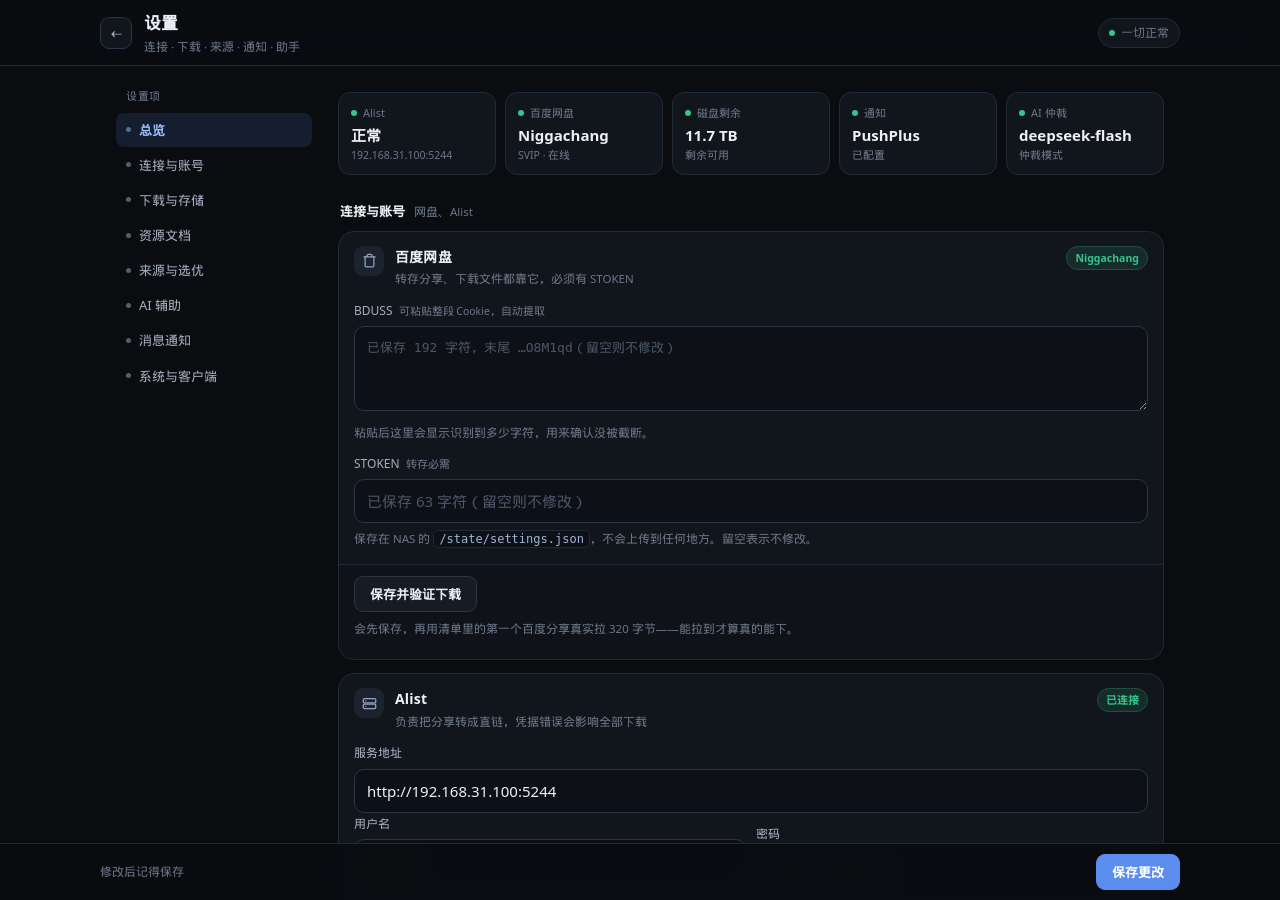 ←
设置
连接 · 下载 · 来源 · 通知 · 助手
一切正常
设置项
总览
连接与账号
下载与存储
资源文档
来源与选优
AI 辅助
消息通知
系统与客户端
Alist
正常
192.168.31.100:5244
百度网盘
Niggachang
SVIP · 在线
磁盘剩余
11.7 TB
剩余可用
通知
PushPlus
已配置
AI 仲裁
deepseek-flash
仲裁模式
连接与账号 网盘、Alist
百度网盘
Niggachang
转存分享、下载文件都靠它，必须有 STOKEN
BDUSS 可粘贴整段 Cookie，自动提取
已保存 192 字符，末尾 …O8M1qd（留空则不修改）
粘贴后这里会显示识别到多少字符，用来确认没被截断。
STOKEN 转存必需
已保存 63 字符（留空则不修改）
保存在 NAS 的 /state/settings.json，不会上传到任何地方。留空表示不修改。
保存并验证下载
会先保存，再用清单里的第一个百度分享真实拉 320 字节——能拉到才算真的能下。
Alist
已连接
负责把分享转成直链，凭据错误会影响全部下载
服务地址
http://192.168.31.100:5244
用户名
密码
修改后记得保存
保存更改